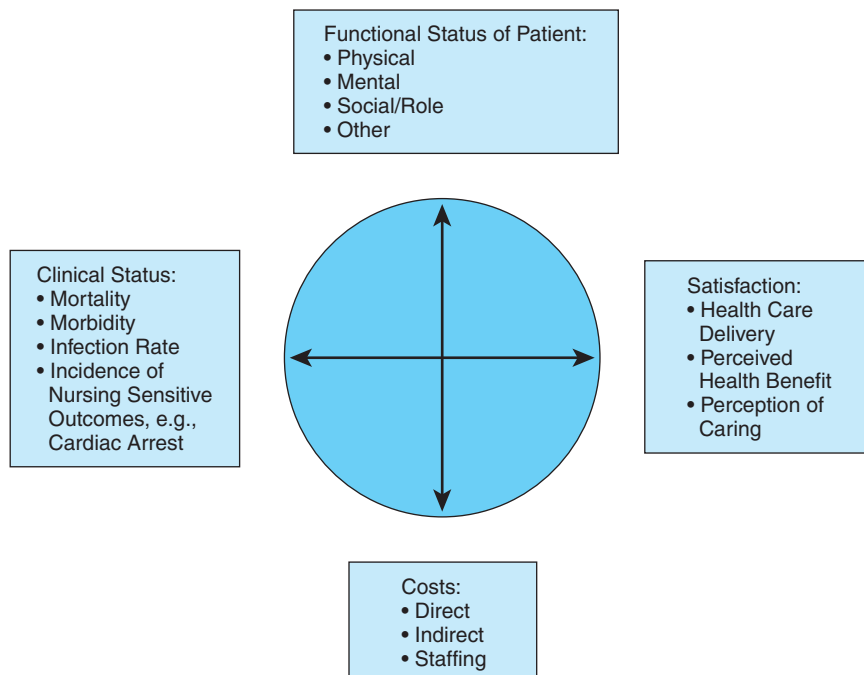 Functional Status of Patient:
• Physical
• Mental
• Social/Role
• Other
Clinical Status:
• Mortality
• Morbidity
• Infection Rate
• Incidence of
Nursing Sensitive
Outcomes, e.g.,
Cardiac Arrest
Satisfaction:
• Health Care
Delivery
• Perceived
Health Benefit
• Perception of
Caring
Costs:
• Direct
• Indirect
• Staffing